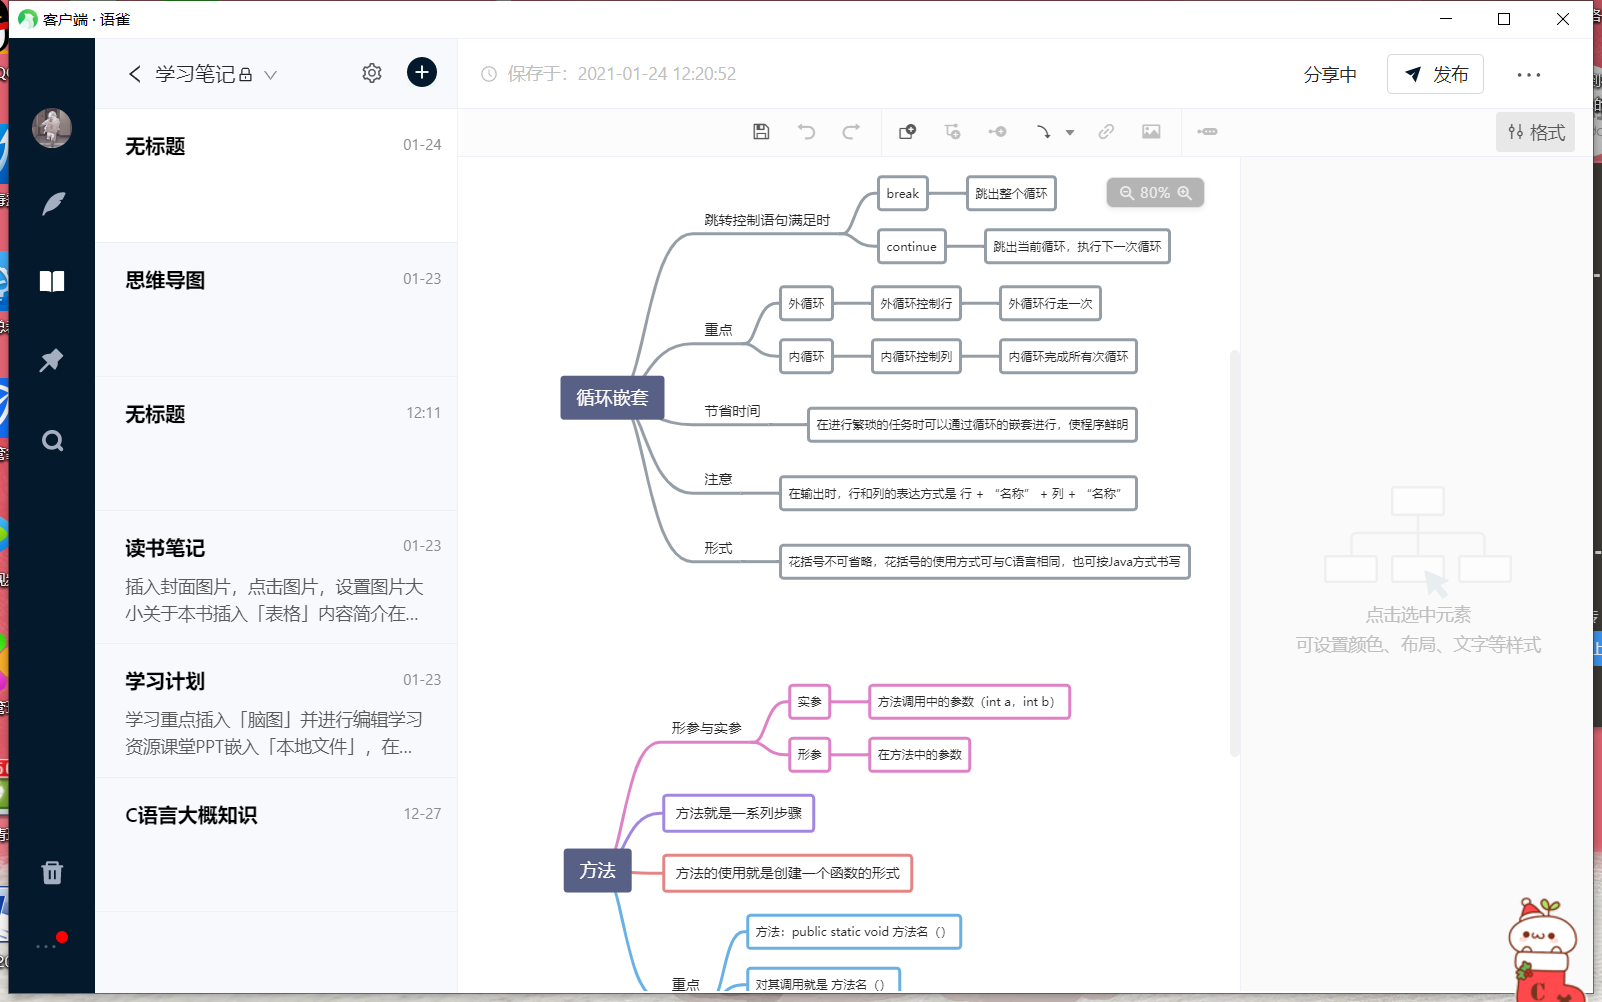 客户端 · 语雀
学习笔记
保存于：2021-01-24 12:20:52
分享中
发布
格式
无标题
01-24
思维导图
01-23
无标题
12:11
读书笔记
01-23
插入封面图片，点击图片，设置图片大
小关于本书插入「表格」内容简介在...
学习计划
01-23
学习重点插入「脑图」并进行编辑学习
资源课堂PPT嵌入「本地文件」，在...
C语言大概知识
12-27
80%
循环嵌套
跳转控制语句满足时
break
跳出整个循环
continue
跳出当前循环，执行下一次循环
重点
外循环
外循环控制行
外循环行走一次
内循环
内循环控制列
内循环完成所有次循环
节省时间
在进行繁琐的任务时可以通过循环的嵌套进行，使程序鲜明
注意
在输出时，行和列的表达方式是 行 + “名称” + 列 + “名称”
形式
花括号不可省略，花括号的使用方式可与C语言相同，也可按Java方式书写
方法
形参与实参
实参
方法调用中的参数（int a，int b）
形参
在方法中的参数
方法就是一系列步骤
方法的使用就是创建一个函数的形式
重点
方法：public static void 方法名（）
对其调用就是 方法名（）
点击选中元素
可设置颜色、布局、文字等样式